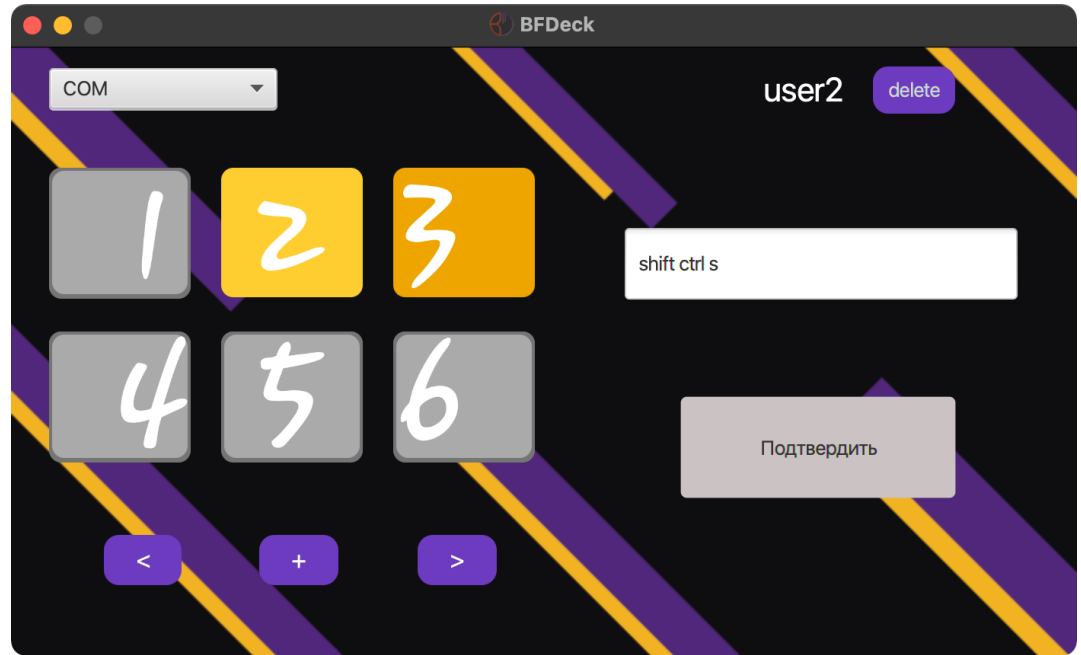 BFDeck
COM
user2
delete
1 2 3
shift ctrl s
4 5 6
Подтвердить
< + >